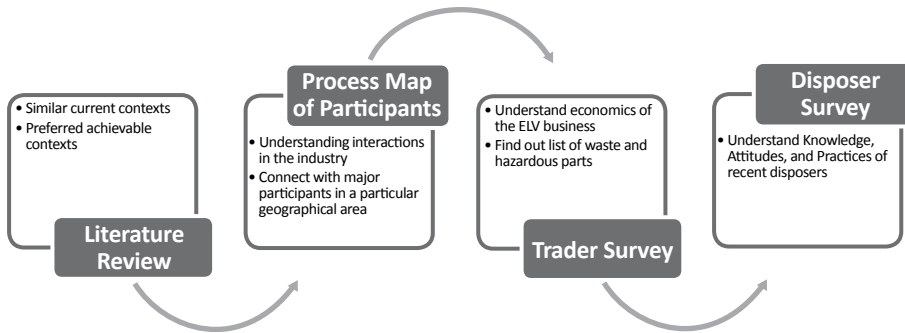 • Similar current contexts
• Preferred achievable
contexts
Literature
Review
Process Map
of Participants
• Understanding interactions
in the industry
• Connect with major
participants in a particular
geographical area
• Understand economics of
the ELV business
• Find out list of waste and
hazardous parts
Trader Survey
Disposer
Survey
• Understand Knowledge,
Attitudes, and Practices of
recent disposers